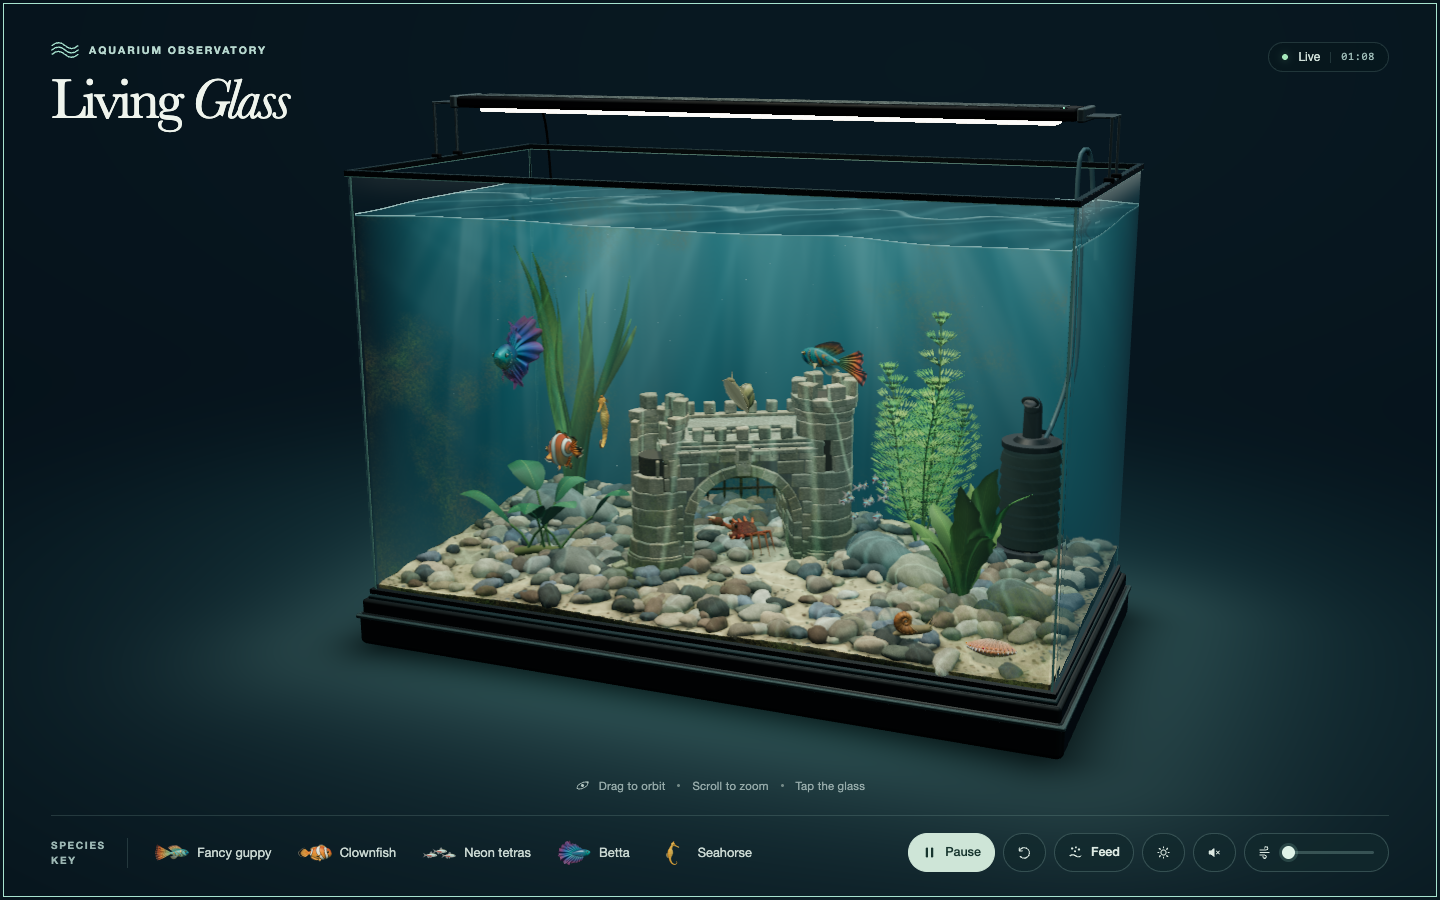 AQUARIUM OBSERVATORY
Living Glass
Live 01:08
Drag to orbit • Scroll to zoom • Tap the glass
SPECIES
KEY
Fancy guppy
Clownfish
Neon tetras
Betta
Seahorse
Pause
Feed